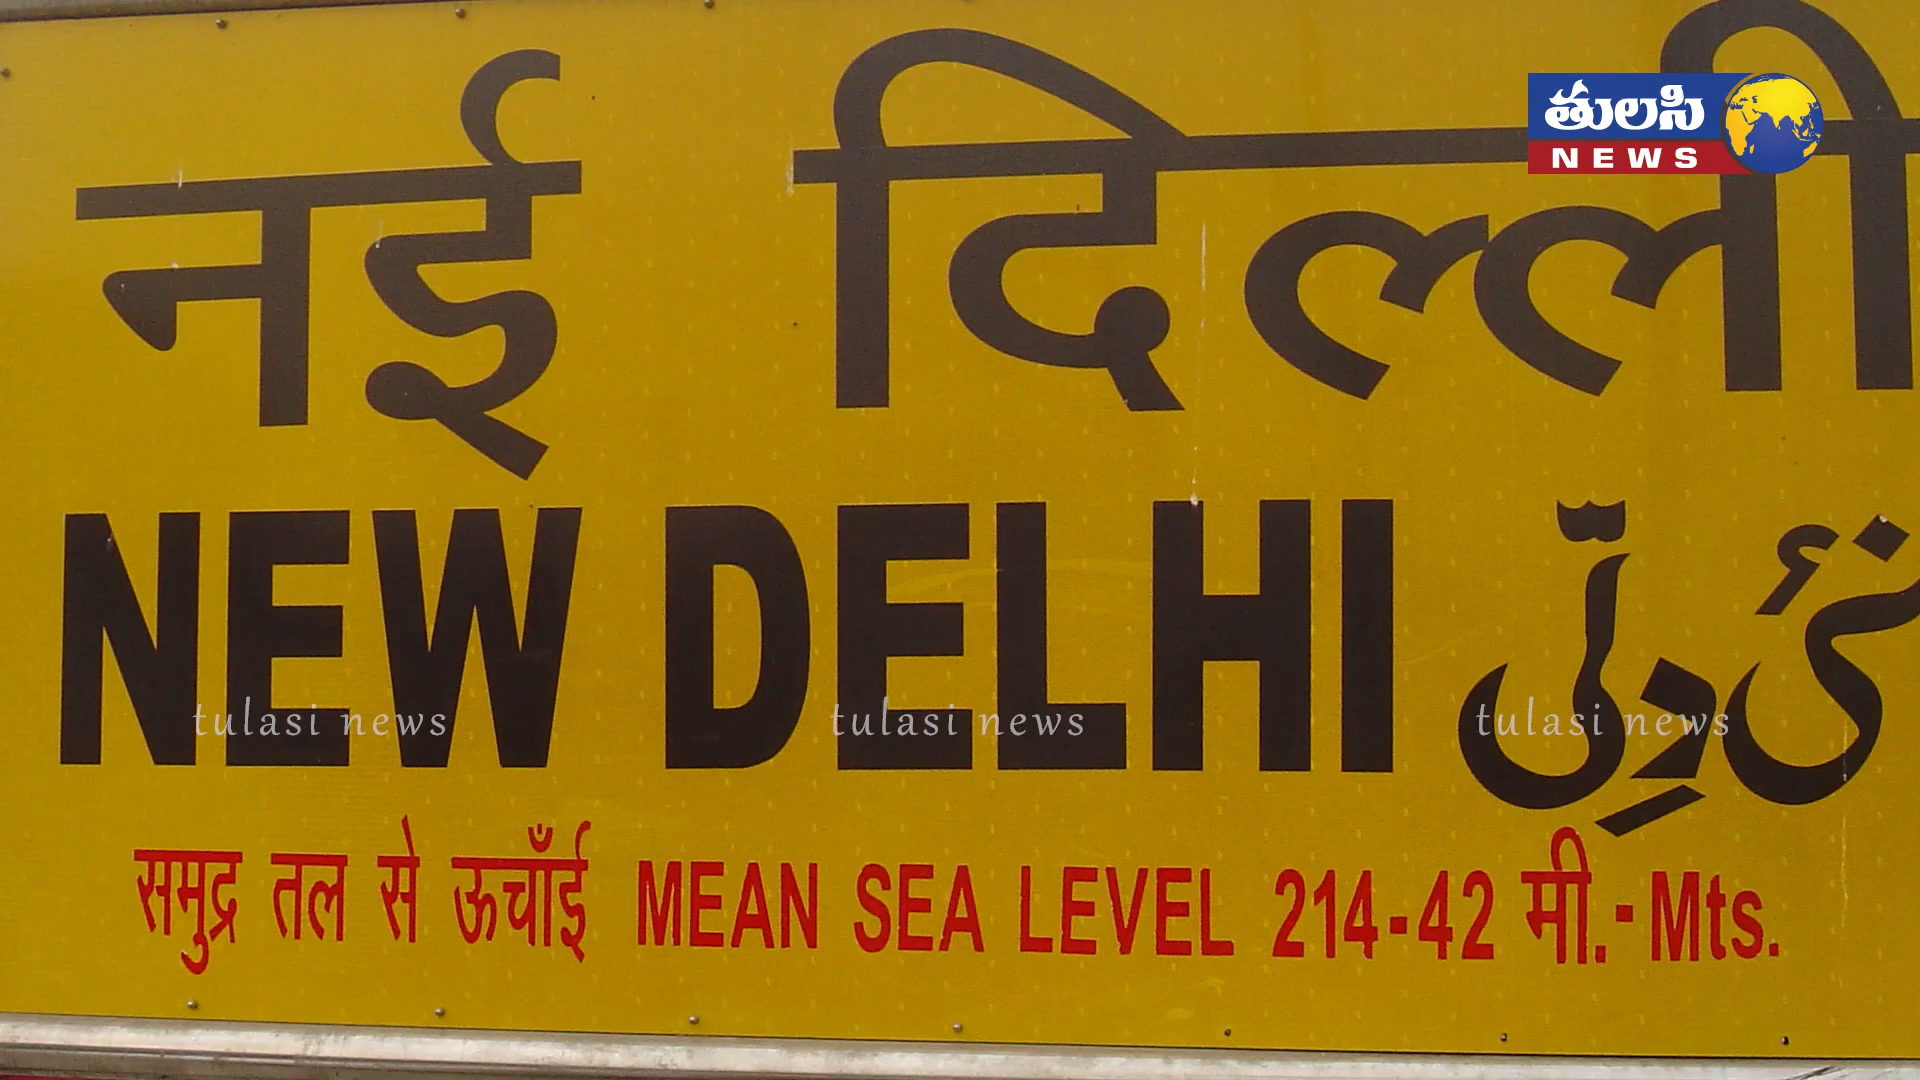 नई दिल्ली
తులసి
NEWS
NEW DELHI نئی دِلّی
tulasi news tulasi news tulasi news
समुद्र तल से ऊचाँई MEAN SEA LEVEL 214-42 मी.-Mts.